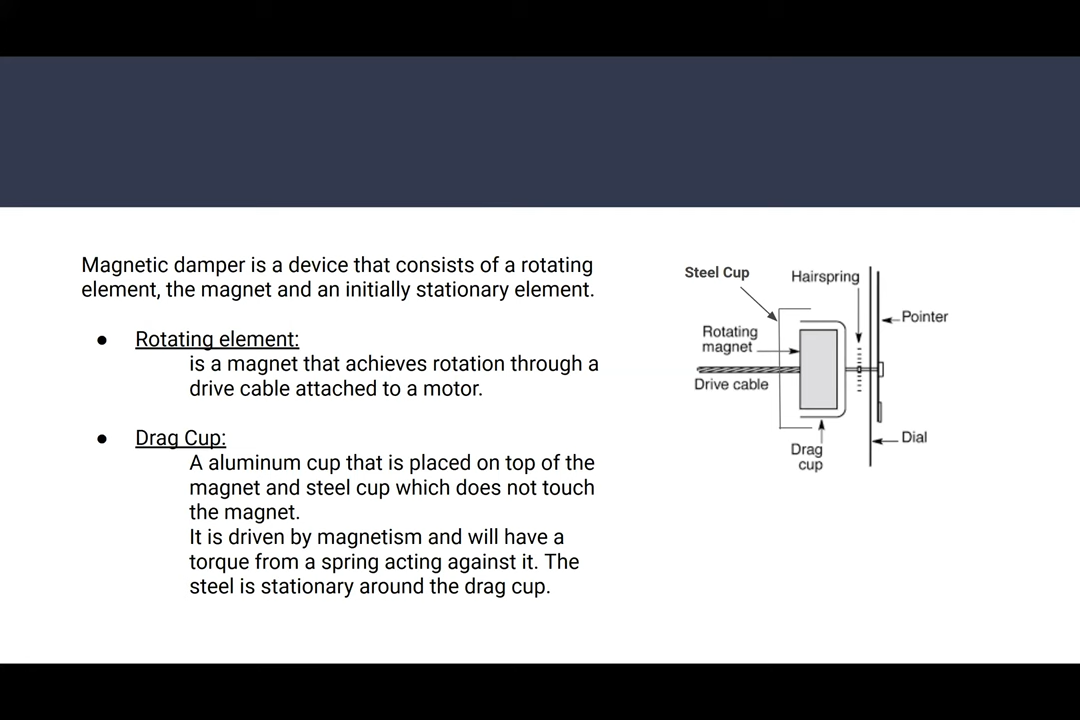 Magnetic damper is a device that consists of a rotating
element, the magnet and an initially stationary element.
● Rotating element:
is a magnet that achieves rotation through a
drive cable attached to a motor.
● Drag Cup:
A aluminum cup that is placed on top of the
magnet and steel cup which does not touch
the magnet.
It is driven by magnetism and will have a
torque from a spring acting against it. The
steel is stationary around the drag cup.
Steel Cup
Hairspring
Pointer
Rotating
magnet
Drive cable
Dial
Drag
cup